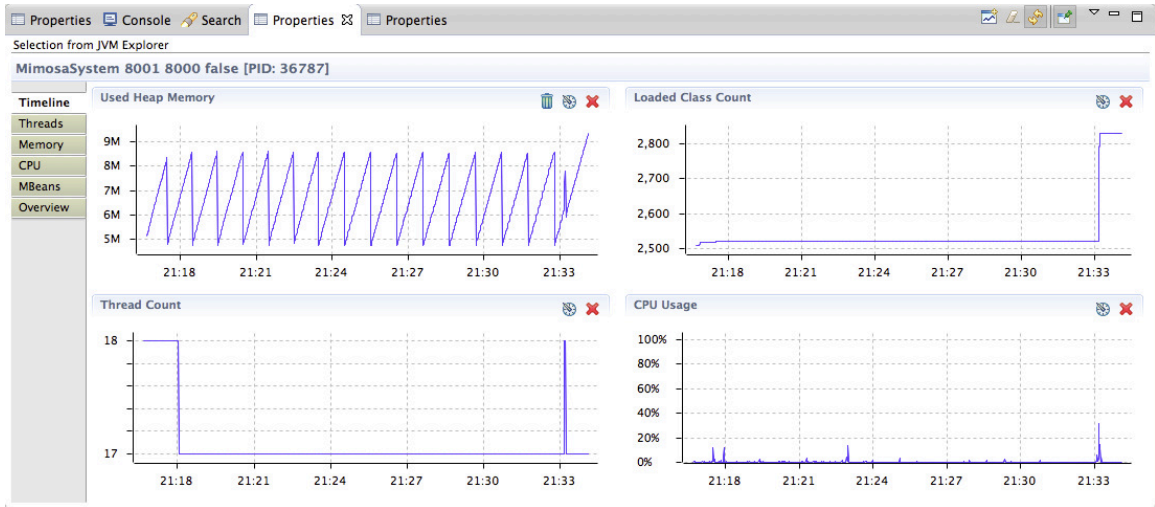 Properties Console Search Properties Properties
Selection from JVM Explorer
MimosaSystem 8001 8000 false [PID: 36787]
Timeline
Threads
Memory
CPU
MBeans
Overview
Used Heap Memory
9M
8M
7M
6M
5M
21:18 21:21 21:24 21:27 21:30 21:33
Loaded Class Count
2,800
2,700
2,600
2,500
21:18 21:21 21:24 21:27 21:30 21:33
Thread Count
18
17
21:18 21:21 21:24 21:27 21:30 21:33
CPU Usage
100%
80%
60%
40%
20%
0%
21:18 21:21 21:24 21:27 21:30 21:33